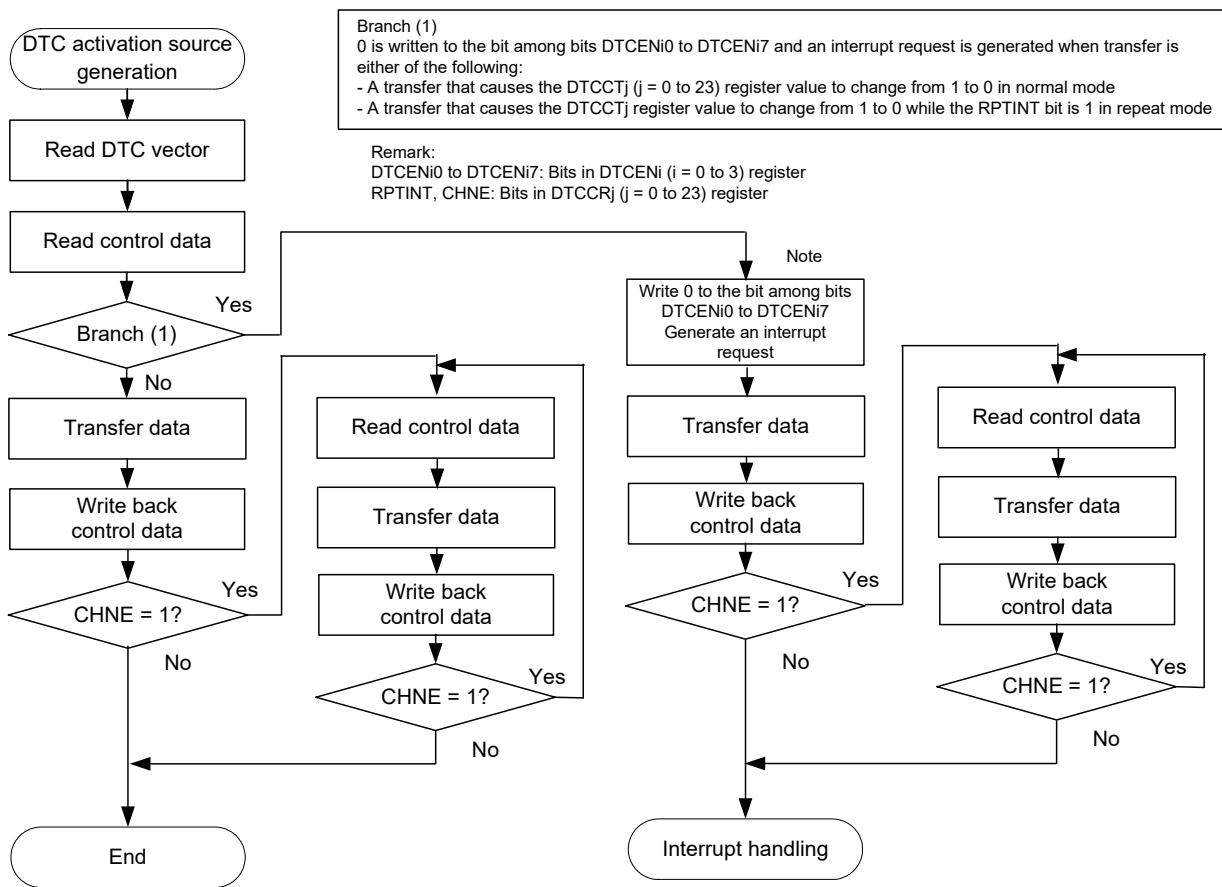 DTC activation source
generation
Branch (1)
0 is written to the bit among bits DTCENi0 to DTCENi7 and an interrupt request is generated when transfer is
either of the following:
- A transfer that causes the DTCCTj (j = 0 to 23) register value to change from 1 to 0 in normal mode
- A transfer that causes the DTCCTj register value to change from 1 to 0 while the RPTINT bit is 1 in repeat mode
Remark:
DTCENi0 to DTCENi7: Bits in DTCENi (i = 0 to 3) register
RPTINT, CHNE: Bits in DTCCRj (j = 0 to 23) register
Read DTC vector
Read control data
Branch (1)
Yes
No
Transfer data
Write back
control data
CHNE = 1?
Yes
No
Read control data
Transfer data
Write back
control data
CHNE = 1?
Yes
No
End
Note
Write 0 to the bit among bits
DTCENi0 to DTCENi7
Generate an interrupt
request
Transfer data
Write back
control data
CHNE = 1?
Yes
No
Read control data
Transfer data
Write back
control data
CHNE = 1?
Yes
No
Interrupt handling